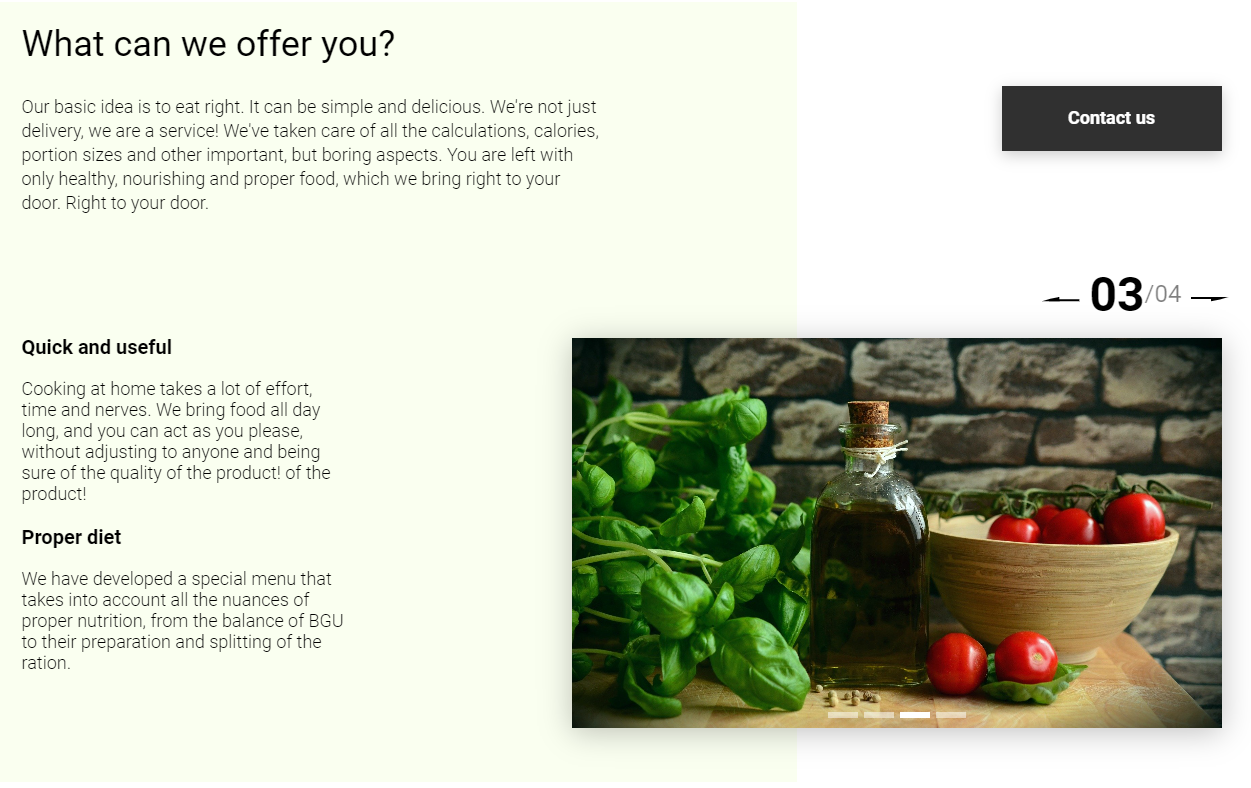 What can we offer you?
Our basic idea is to eat right. It can be simple and delicious. We're not just
delivery, we are a service! We've taken care of all the calculations, calories,
portion sizes and other important, but boring aspects. You are left with
only healthy, nourishing and proper food, which we bring right to your
door. Right to your door.
Contact us
03/04
Quick and useful
Cooking at home takes a lot of effort,
time and nerves. We bring food all day
long, and you can act as you please,
without adjusting to anyone and being
sure of the quality of the product! of the
product!
Proper diet
We have developed a special menu that
takes into account all the nuances of
proper nutrition, from the balance of BGU
to their preparation and splitting of the
ration.